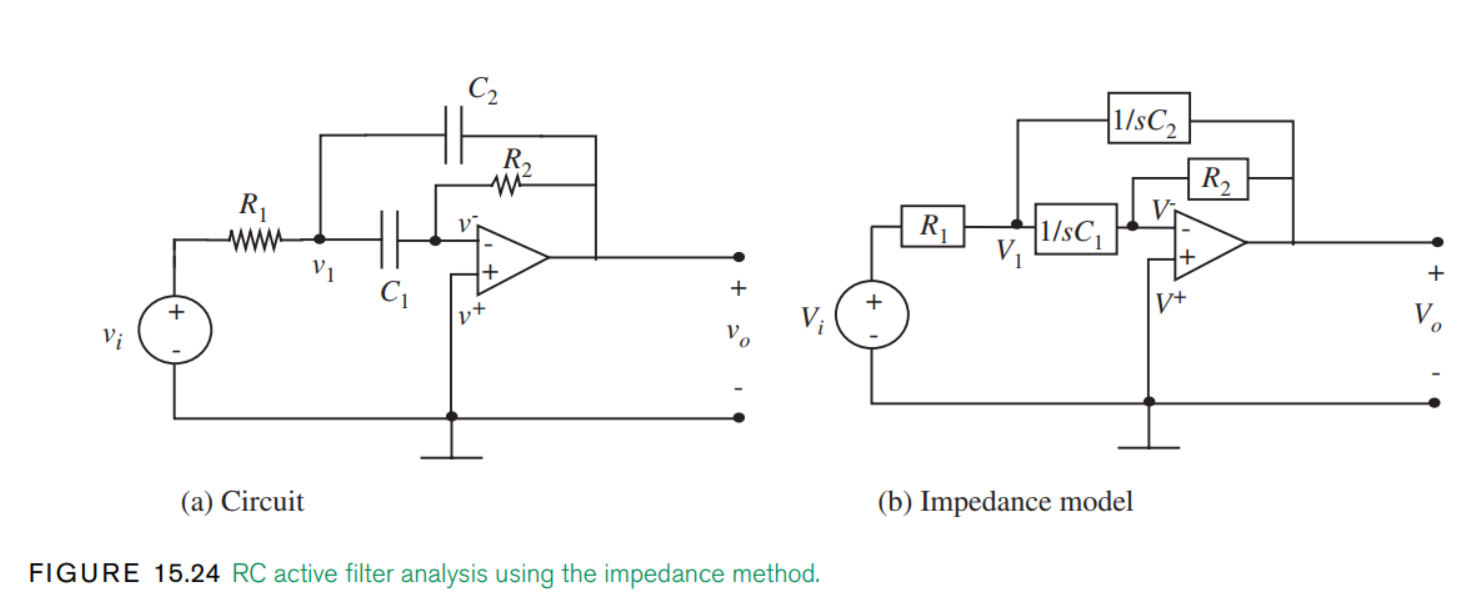 C₂
R₂
R₁
v⁻
-
+
v₁
C₁
v⁺
vᵢ
+
-
+
vₒ
-
1/sC₂
R₂
R₁
V₁
1/sC₁
V⁻
-
+
V⁺
Vᵢ
+
-
+
Vₒ
-
(a) Circuit
(b) Impedance model
FIGURE 15.24 RC active filter analysis using the impedance method.